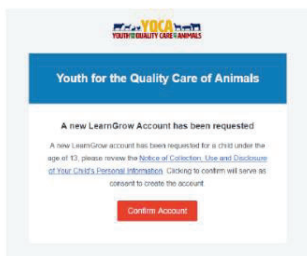 YQCA
YOUTH FOR THE QUALITY CARE OF ANIMALS
Youth for the Quality Care of Animals
A new LearnGrow Account has been requested
A new LearnGrow account has been requested for a child under the
age of 13, please review the Notice of Collection, Use and Disclosure
of Your Child's Personal Information. Clicking to confirm will serve as
consent to create the account
Confirm Account